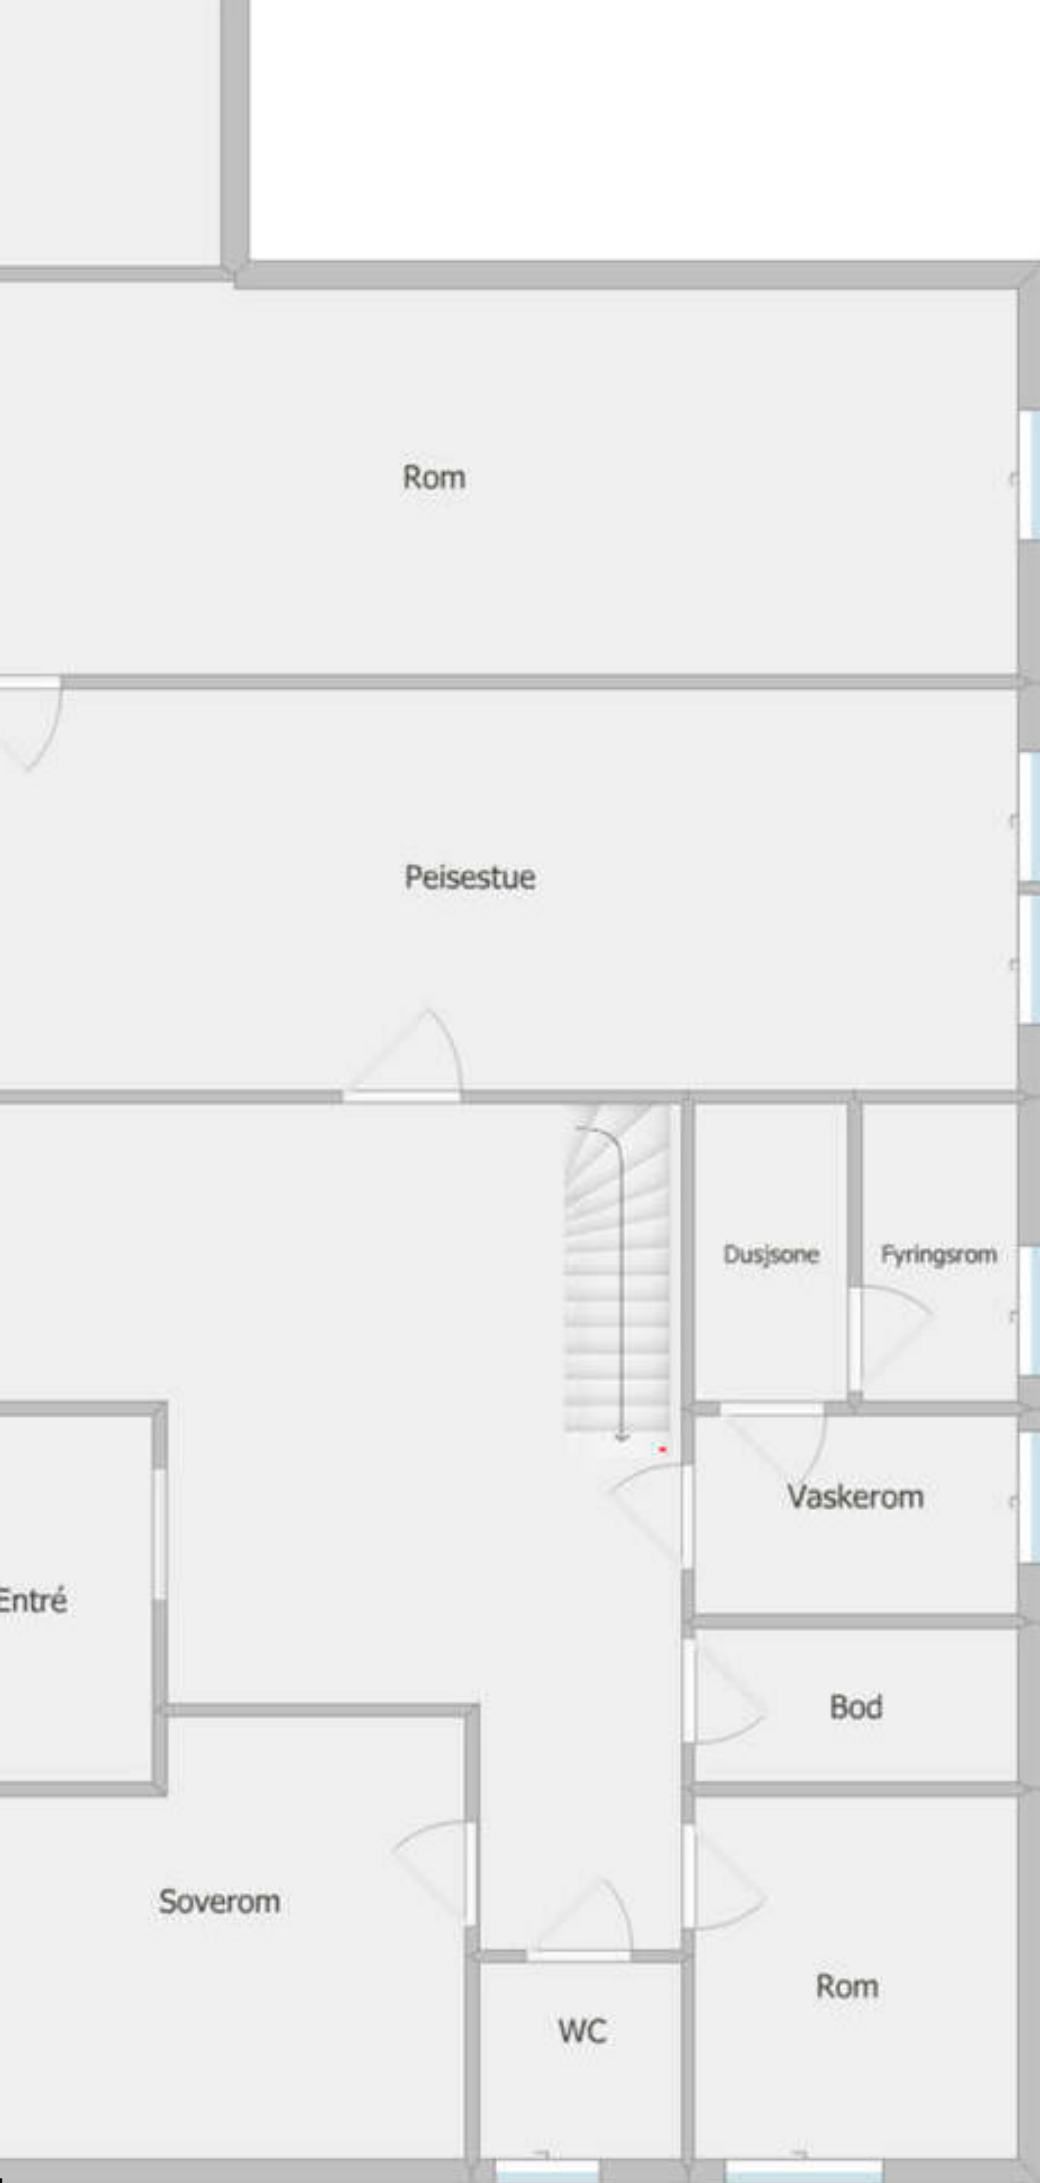 Rom
Peisestue
Dusjsone
Fyringsrom
Vaskerom
Entré
Bod
Soverom
Rom
WC